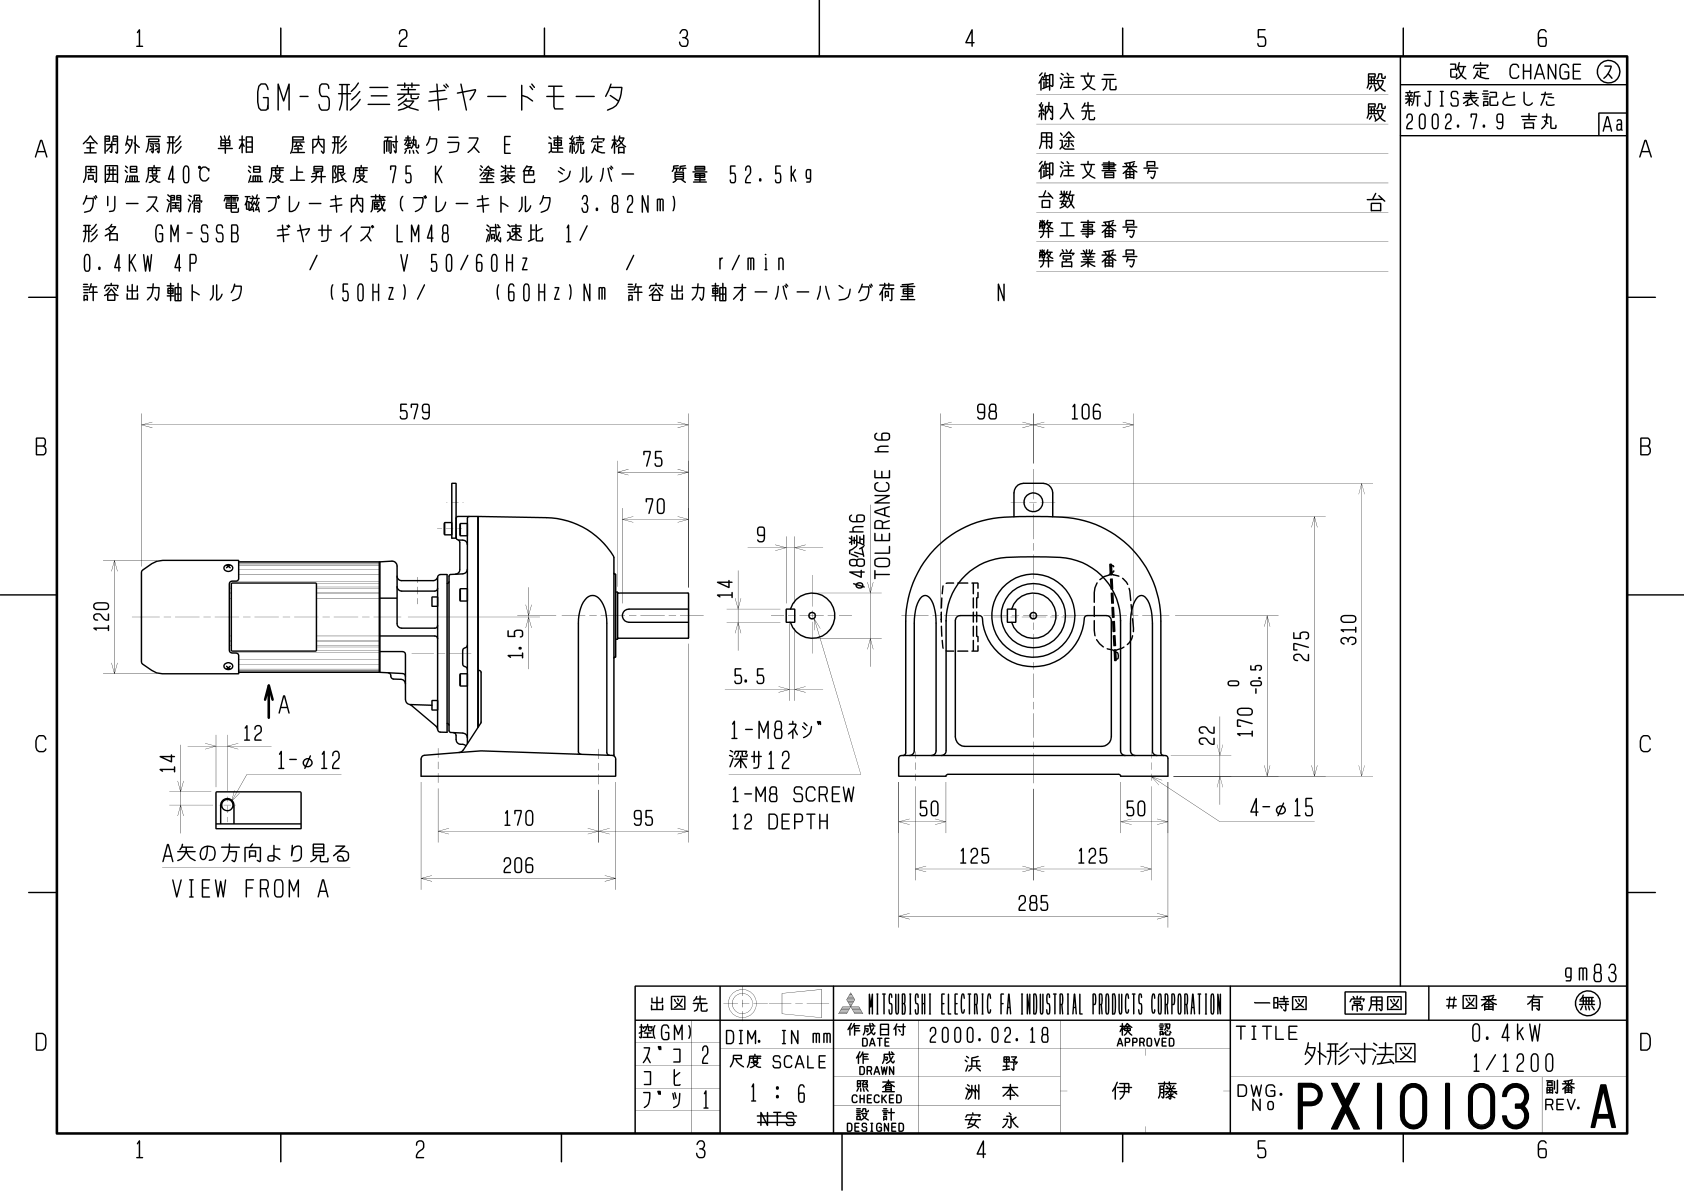 1 2 3 4 5 6
A
B
C
D
A
B
C
D
GM-S形三菱ギヤードモータ
全閉外扇形 単相 屋内形 耐熱クラス E 連続定格
周囲温度40℃ 温度上昇限度 75 K 塗装色 シルバー 質量 52.5kg
グリース潤滑 電磁ブレーキ内蔵(ブレーキトルク 3.82Nm)
形名 GM-SSB ギヤサイズ LM48 減速比 1/
0.4KW 4P / V 50/60Hz / r/min
許容出力軸トルク (50Hz)/ (60Hz)Nm 許容出力軸オーバーハング荷重 N
御注文元 殿
納入先 殿
用途
御注文書番号
台数 台
弊工事番号
弊営業番号
改定 CHANGE ス
新JIS表記とした
2002.7.9 吉丸 Aa
579
75
70
120
1.5
A
12
14
1-φ12
A矢の方向より見る
VIEW FROM A
170
95
206
9
14
5.5
φ48公差h6
TOLERANCE h6
1-M8ネジ
深サ12
1-M8 SCREW
12 DEPTH
98
106
310
275
170 0 -0.5
22
50
50
4-φ15
125
125
285
gm83
出図先
控(GM)
ズコ 2
コヒ
ブツ 1
DIM. IN mm
尺度 SCALE
1 : 6
NTS
MITSUBISHI ELECTRIC FA INDUSTRIAL PRODUCTS CORPORATION
作成日付
DATE
2000.02.18
検 認
APPROVED
作 成
DRAWN
浜 野
照 査
CHECKED
洲 本
設 計
DESIGNED
安 永
伊 藤
一時図 常用図 #図番 有 無
TITLE
外形寸法図
0.4kW
1/1200
DWG.
No
PX10103
副番
REV.
A
1 2 3 4 5 6